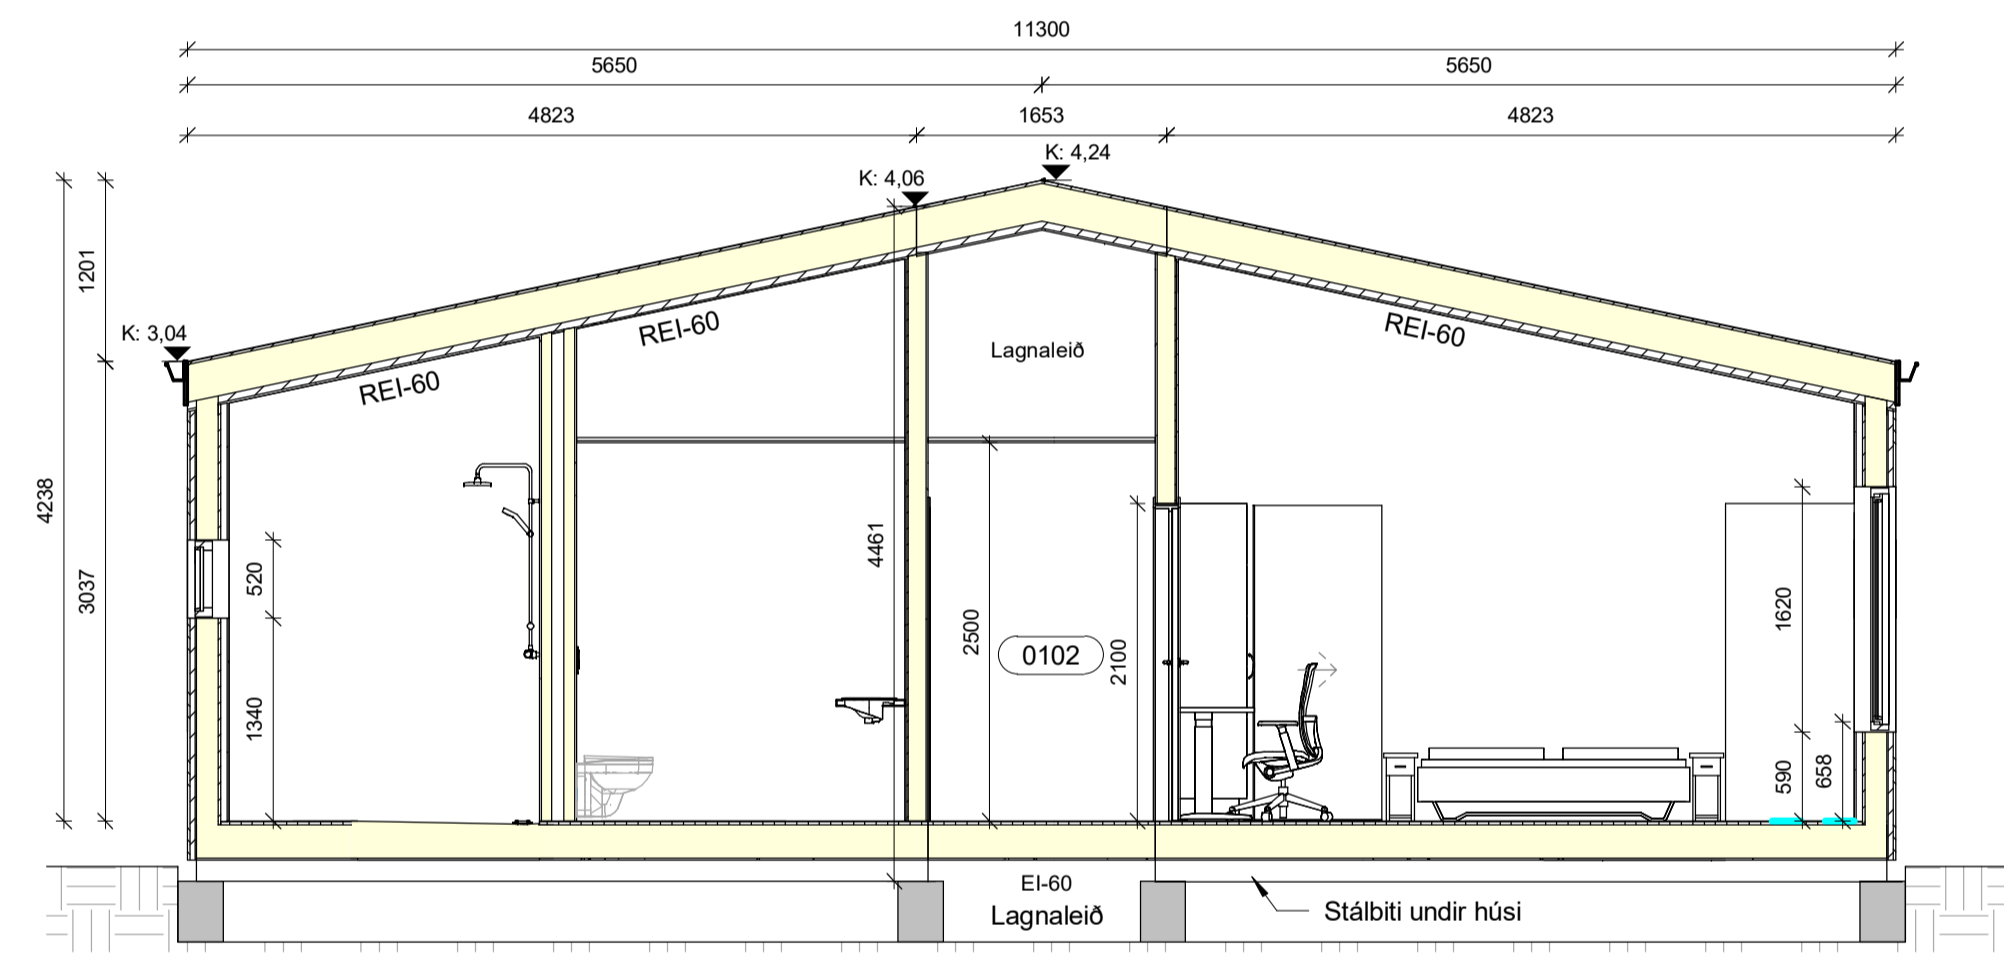 11300
5650
5650
4823
1653
4823
K: 4,24
K: 4,06
K: 3,04
1201
4238
3037
REI-60
REI-60
REI-60
Lagnaleið
520
1340
4461
2500
0102
2100
1620
590
658
EI-60
Lagnaleið
Stálbiti undir húsi